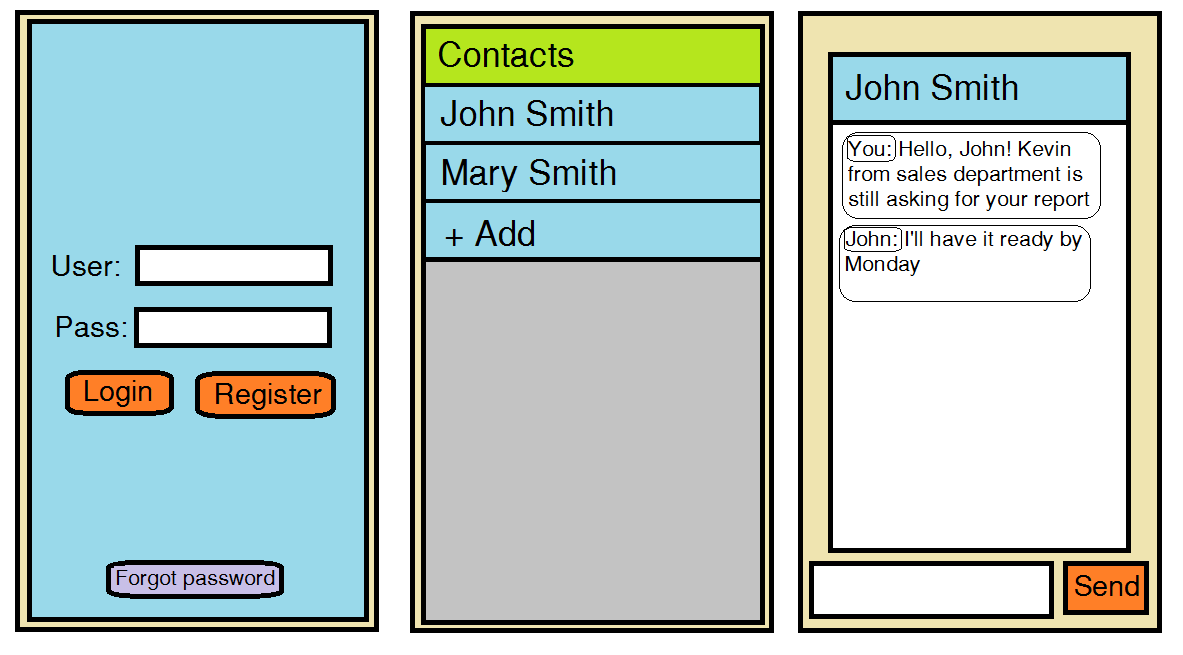 User:
Pass:
Login
Register
Forgot password
Contacts
John Smith
Mary Smith
+ Add
John Smith
You: Hello, John! Kevin
from sales department is
still asking for your report
John: I'll have it ready by
Monday
Send